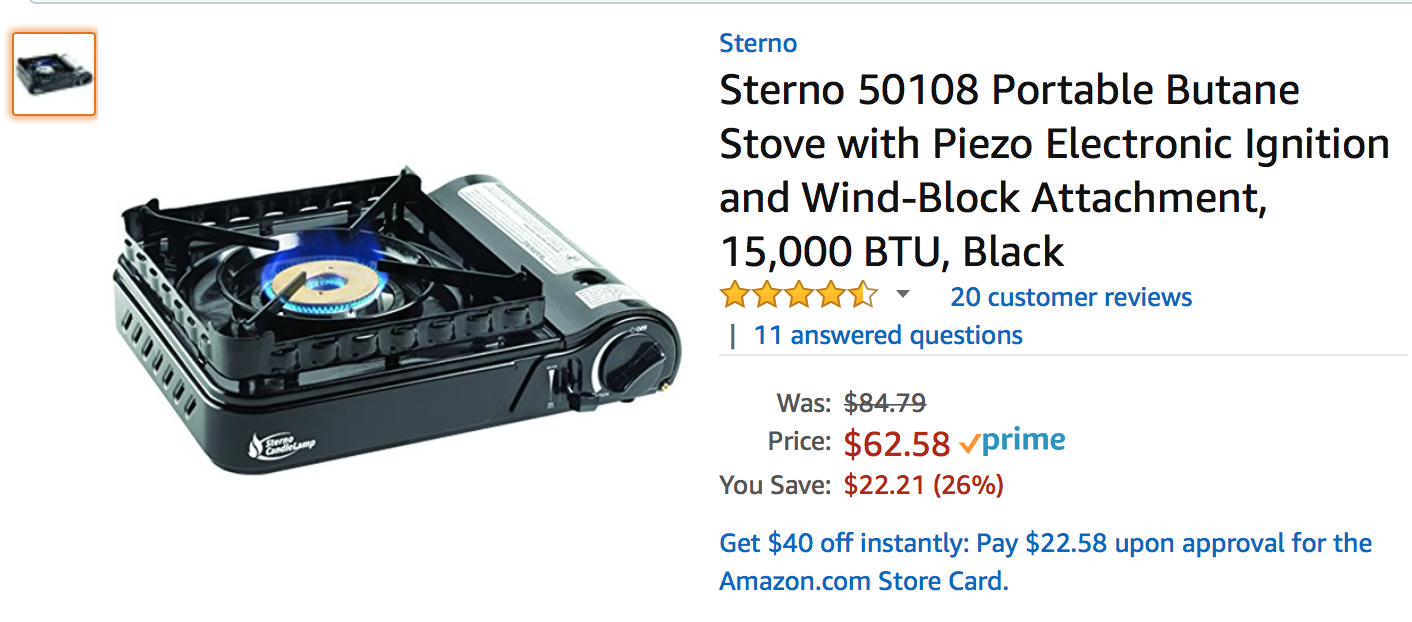 Sterno
Sterno 50108 Portable Butane
Stove with Piezo Electronic Ignition
and Wind-Block Attachment,
15,000 BTU, Black
20 customer reviews
| 11 answered questions
Was: $84.79
Price: $62.58 prime
You Save: $22.21 (26%)
Get $40 off instantly: Pay $22.58 upon approval for the
Amazon.com Store Card.
Sterno
CandleLamp
OFF